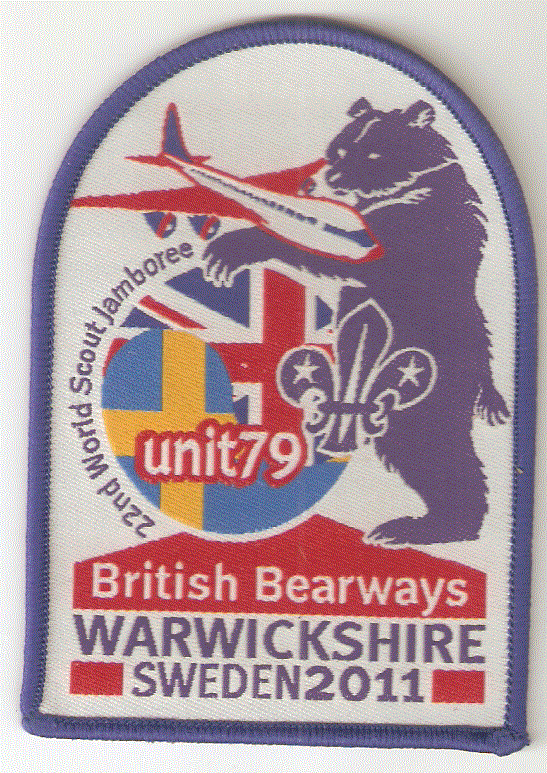 22nd World Scout Jamboree
unit79
British Bearways
WARWICKSHIRE
SWEDEN2011